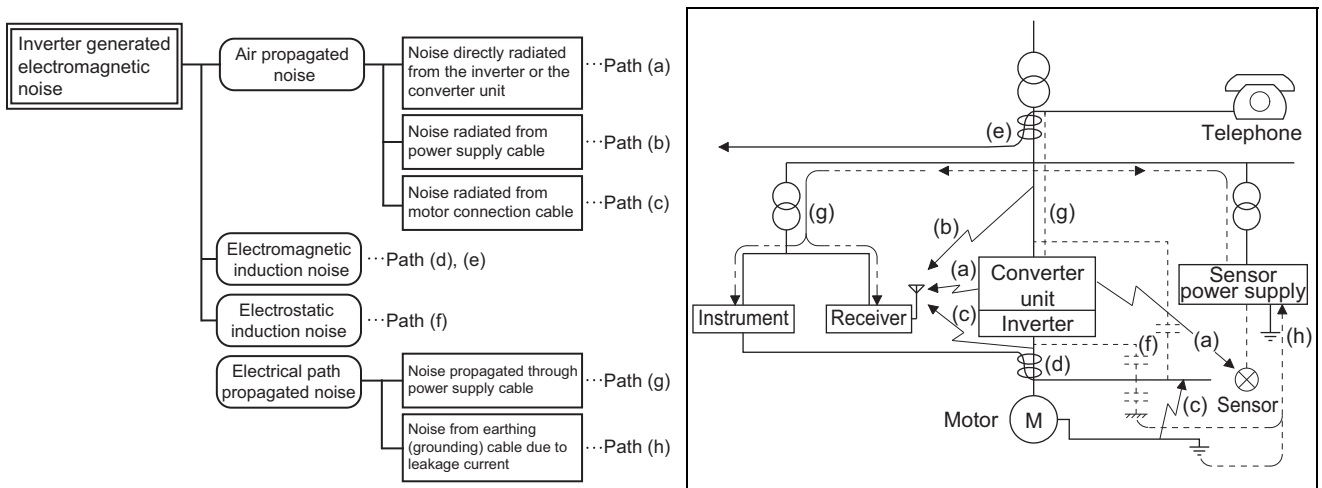 Inverter generated
electromagnetic
noise
Air propagated
noise
Noise directly radiated
from the inverter or the
converter unit
···Path (a)
Noise radiated from
power supply cable
···Path (b)
Noise radiated from
motor connection cable
···Path (c)
Electromagnetic
induction noise
···Path (d), (e)
Electrostatic
induction noise
···Path (f)
Electrical path
propagated noise
Noise propagated through
power supply cable
···Path (g)
Noise from earthing
(grounding) cable due to
leakage current
···Path (h)
Telephone
(e)
(g)
(g)
(b)
(a)
(c)
Converter
unit
Inverter
Sensor
power supply
Instrument
Receiver
(a)
(f)
(h)
(d)
(c)
Sensor
Motor
M